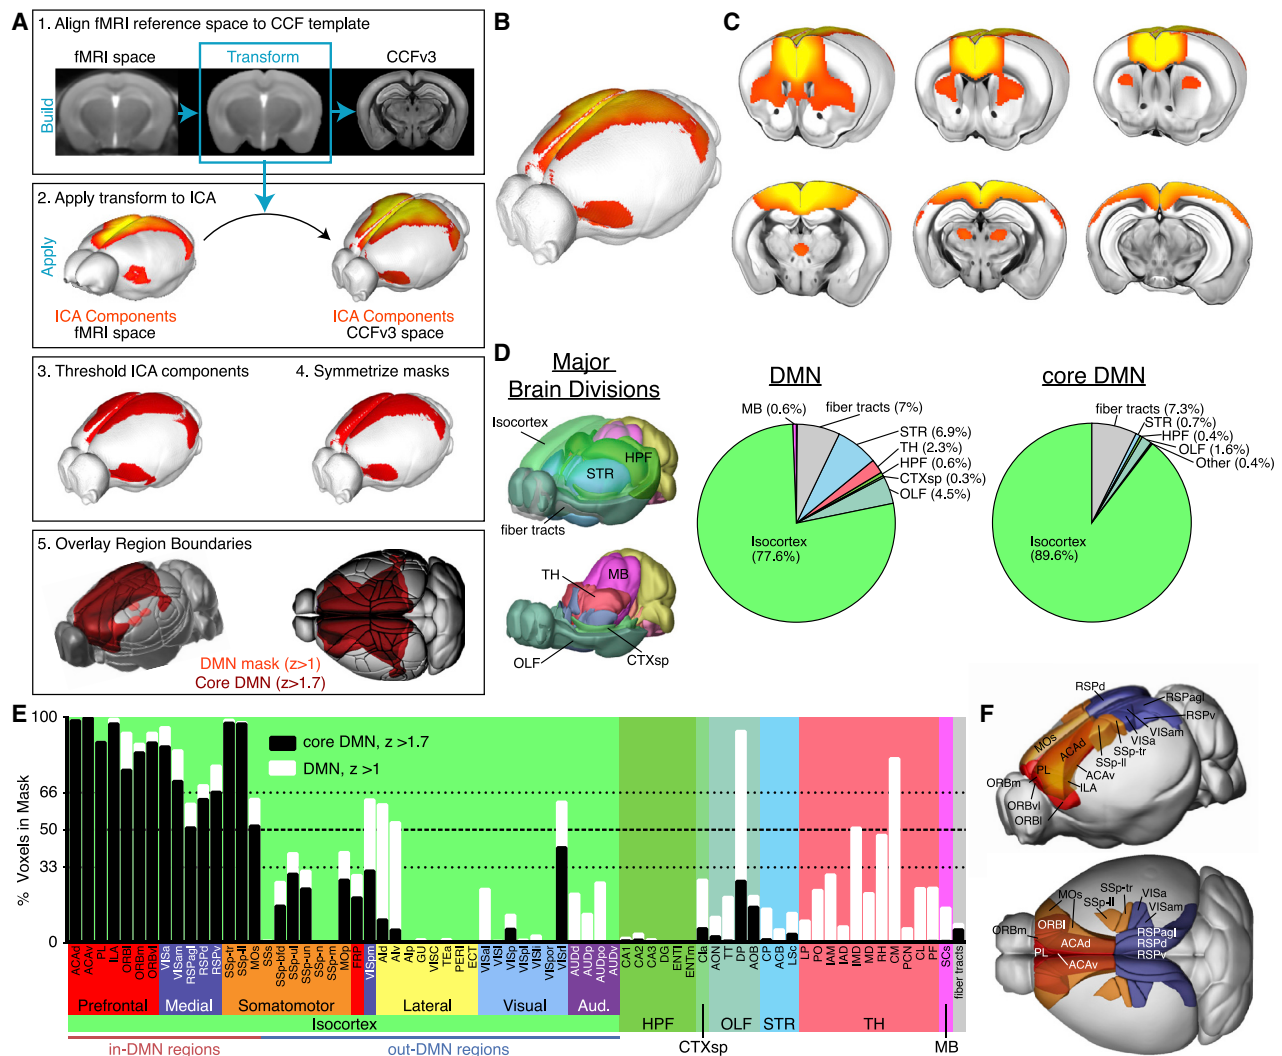 A
1. Align fMRI reference space to CCF template
fMRI space
Transform
CCFv3
Build
2. Apply transform to ICA
Apply
ICA Components
fMRI space
ICA Components
CCFv3 space
3. Threshold ICA components
4. Symmetrize masks
5. Overlay Region Boundaries
DMN mask (z>1)
Core DMN (z>1.7)
B
C
D
Major
Brain Divisions
Isocortex
HPF
STR
fiber tracts
TH
MB
OLF
CTXsp
DMN
MB (0.6%)
fiber tracts (7%)
STR (6.9%)
TH (2.3%)
HPF (0.6%)
CTXsp (0.3%)
OLF (4.5%)
Isocortex
(77.6%)
core DMN
fiber tracts (7.3%)
STR (0.7%)
HPF (0.4%)
OLF (1.6%)
Other (0.4%)
Isocortex
(89.6%)
E
% Voxels in Mask
100
66
50
33
0
core DMN, z >1.7
DMN, z >1
ACAd
ACAv
PL
ILA
ORBl
ORBm
ORBvl
VISa
VISam
RSPagl
RSPd
RSPv
SSp-tr
SSp-ll
MOs
SSs
SSp-bfd
SSp-ul
SSp-un
SSp-n
SSp-m
MOp
FRP
VISpm
AId
AIv
AIp
GU
VISC
TEa
PERI
ECT
VISal
VISl
VISp
VISpl
VISli
VISpor
VISrl
AUDd
AUDp
AUDpo
AUDv
CA1
CA2
CA3
DG
ENTl
ENTm
Cla
AON
TT
DP
AOB
CP
ACB
LSc
LP
PO
AM
IAD
IMD
MD
RH
CM
PCN
CL
PF
SCs
fiber tracts
Prefrontal
Medial
Somatomotor
Lateral
Visual
Aud.
Isocortex
HPF
CTXsp
OLF
STR
TH
MB
in-DMN regions
out-DMN regions
F
RSPd
RSPagl
RSPv
VISam
VISa
SSp-tr
SSp-ll
MOs
ACAd
ACAv
PL
ILA
ORBm
ORBvl
ORBl
MOs
SSp-tr
SSp-ll
VISa
VISam
ORBm
ORBl
ACAd
PL
ACAv
RSPagl
RSPd
RSPv